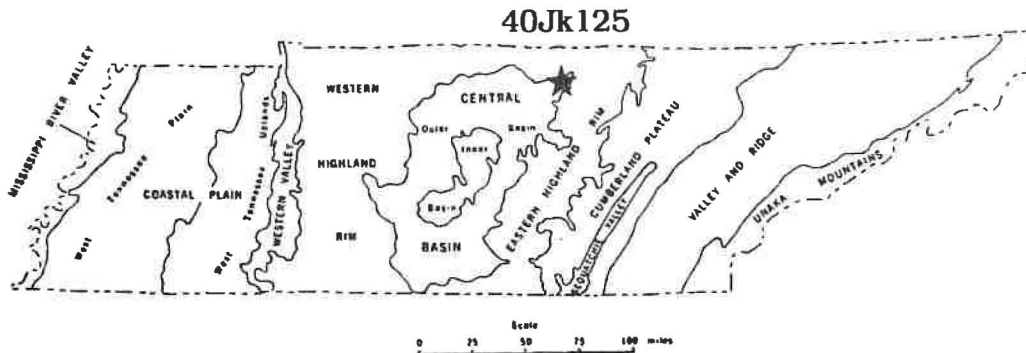 40Jk125
MISSISSIPPI RIVER VALLEY
West Tennessee Plain
COASTAL PLAIN
West Tennessee Uplands
WESTERN VALLEY
WESTERN
HIGHLAND
RIM
CENTRAL
BASIN
Outer
Basin
Inner
Basin
EASTERN HIGHLAND RIM
CUMBERLAND PLATEAU
SEQUATCHIE VALLEY
VALLEY AND RIDGE
UNAKA MOUNTAINS
Scale
0 25 50 75 100 miles